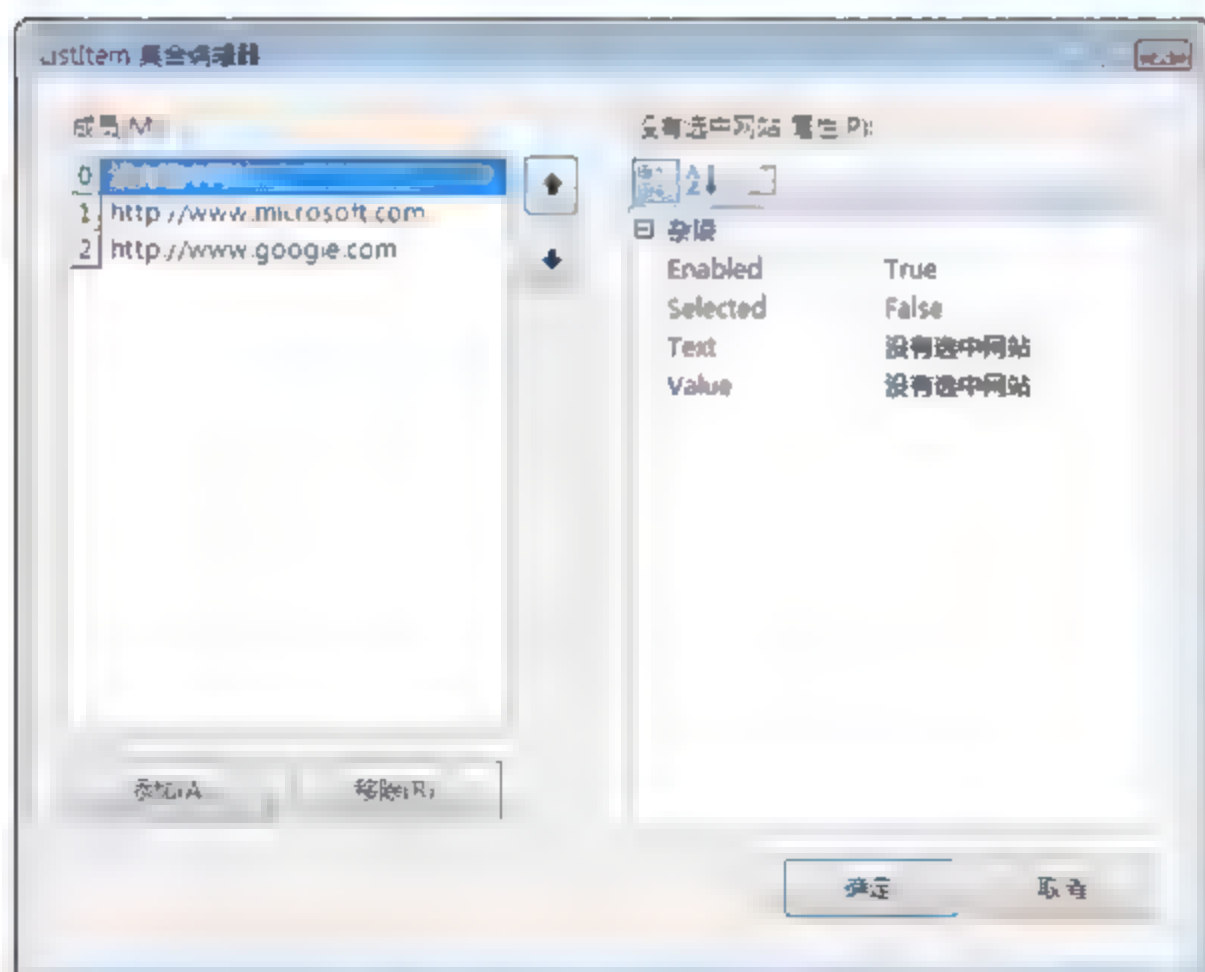 ListItem 集合编辑器
成员(M):
0
1 http://www.microsoft.com
2 http://www.google.com
添加(A) 移除(R)
没有选中网站 属性(P):
杂项
Enabled True
Selected False
Text 没有选中网站
Value 没有选中网站
确定 取消